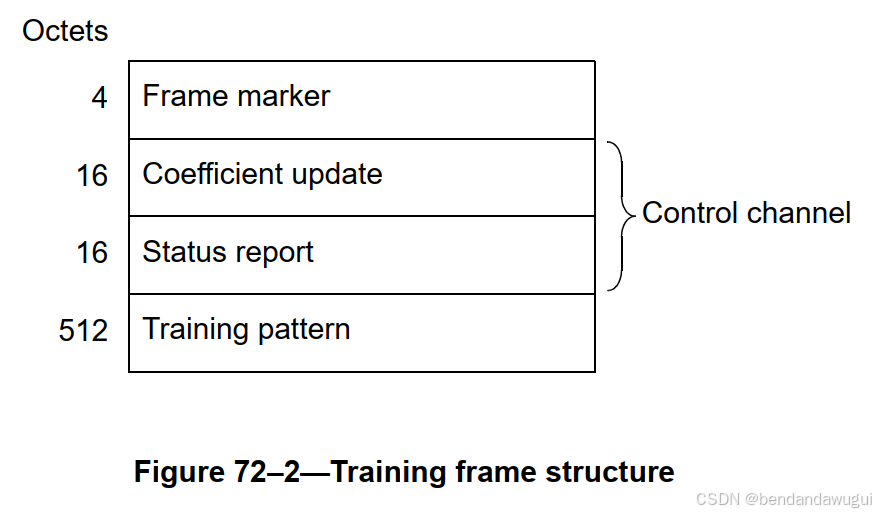 Octets
4 Frame marker
16 Coefficient update
Control channel
16 Status report
512 Training pattern
Figure 72–2—Training frame structure
CSDN @bendandawugui